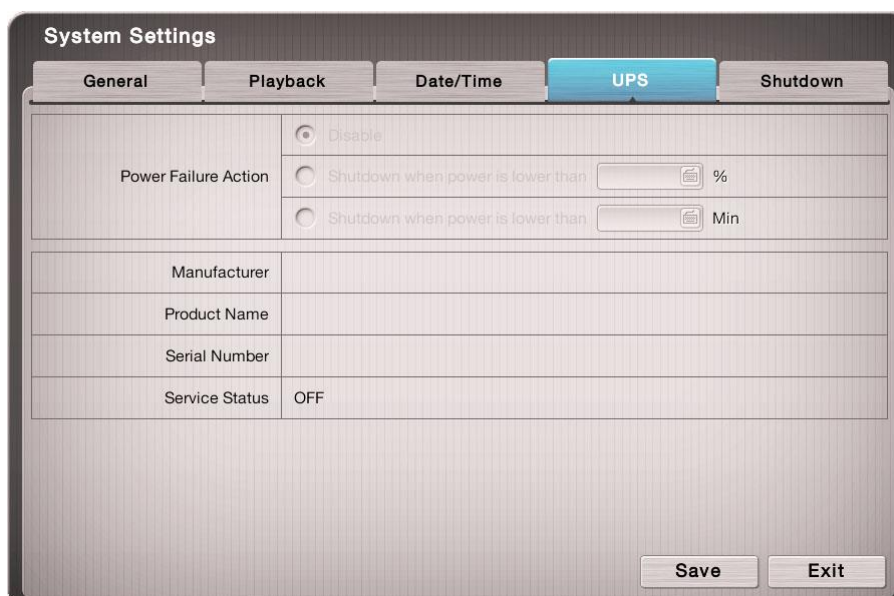 System Settings
General Playback Date/Time UPS Shutdown
Power Failure Action
Disable
Shutdown when power is lower than %
Shutdown when power is lower than Min
Manufacturer
Product Name
Serial Number
Service Status OFF
Save Exit